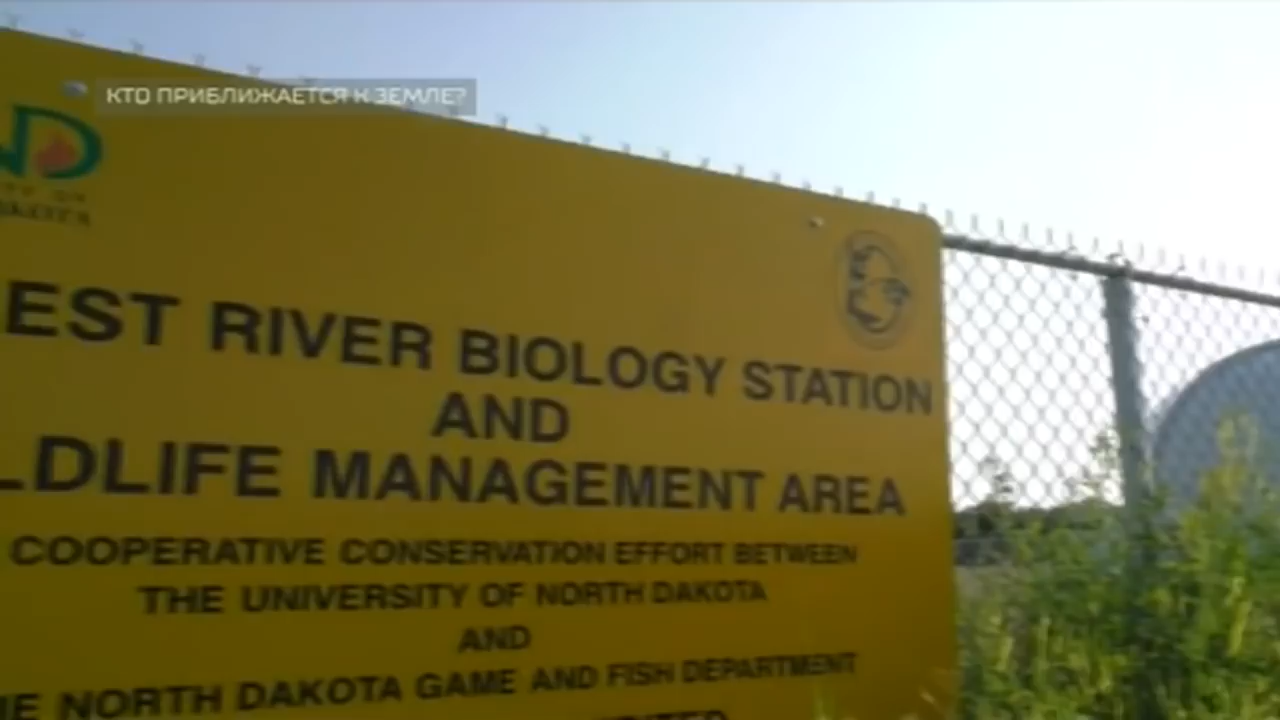 КТО ПРИБЛИЖАЕТСЯ К ЗЕМЛЕ?
ND
EST RIVER BIOLOGY STATION
AND
LDLIFE MANAGEMENT AREA
COOPERATIVE CONSERVATION EFFORT BETWEEN
THE UNIVERSITY OF NORTH DAKOTA
AND
E NORTH DAKOTA GAME AND FISH DEPARTMENT